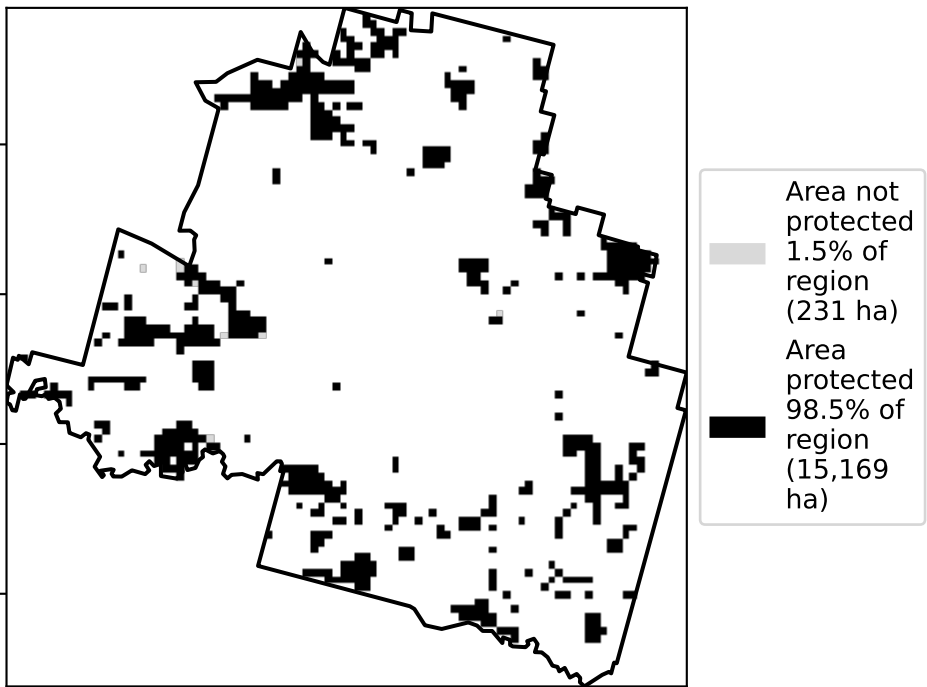 Area not
protected
1.5% of
region
(231 ha)
Area
protected
98.5% of
region
(15,169
ha)